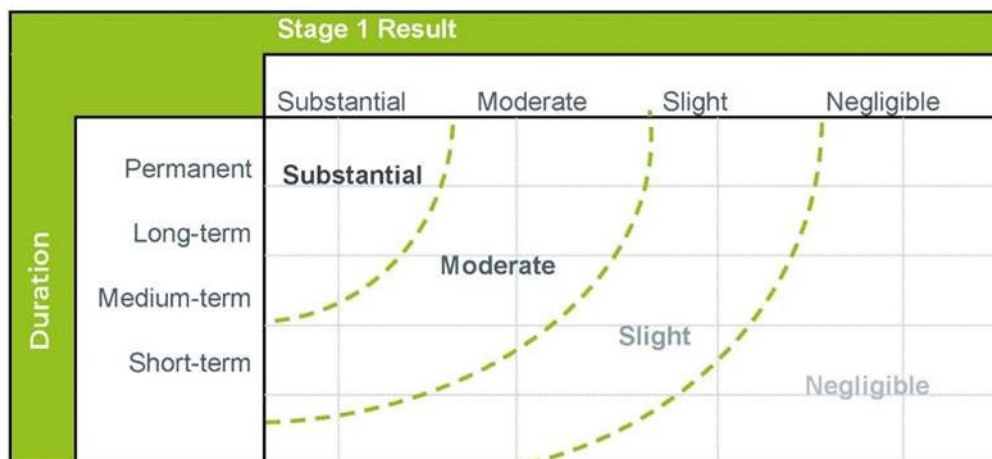 Stage 1 Result
Substantial Moderate Slight Negligible
Duration
Permanent
Substantial
Long-term
Moderate
Medium-term
Slight
Short-term
Negligible